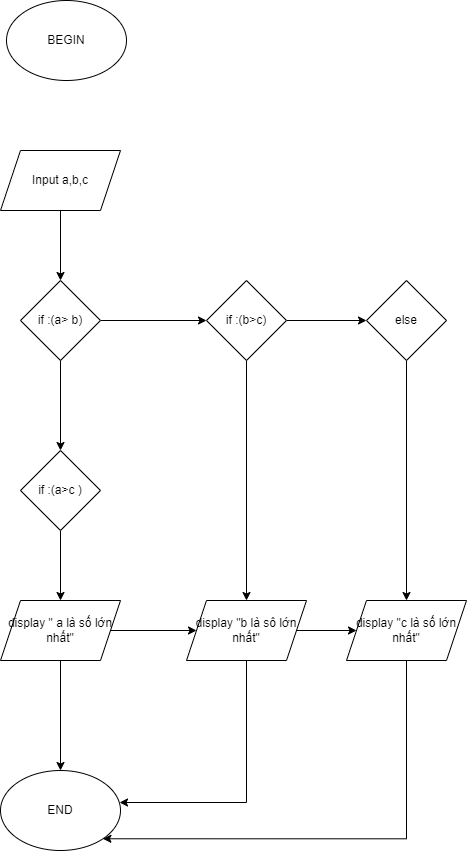 BEGIN
Input a,b,c
if :(a> b)
if :(b>c)
else
if :(a>c )
display " a là số lớn
nhất"
display "b là số lớn
nhất"
display "c là số lớn
nhất"
END